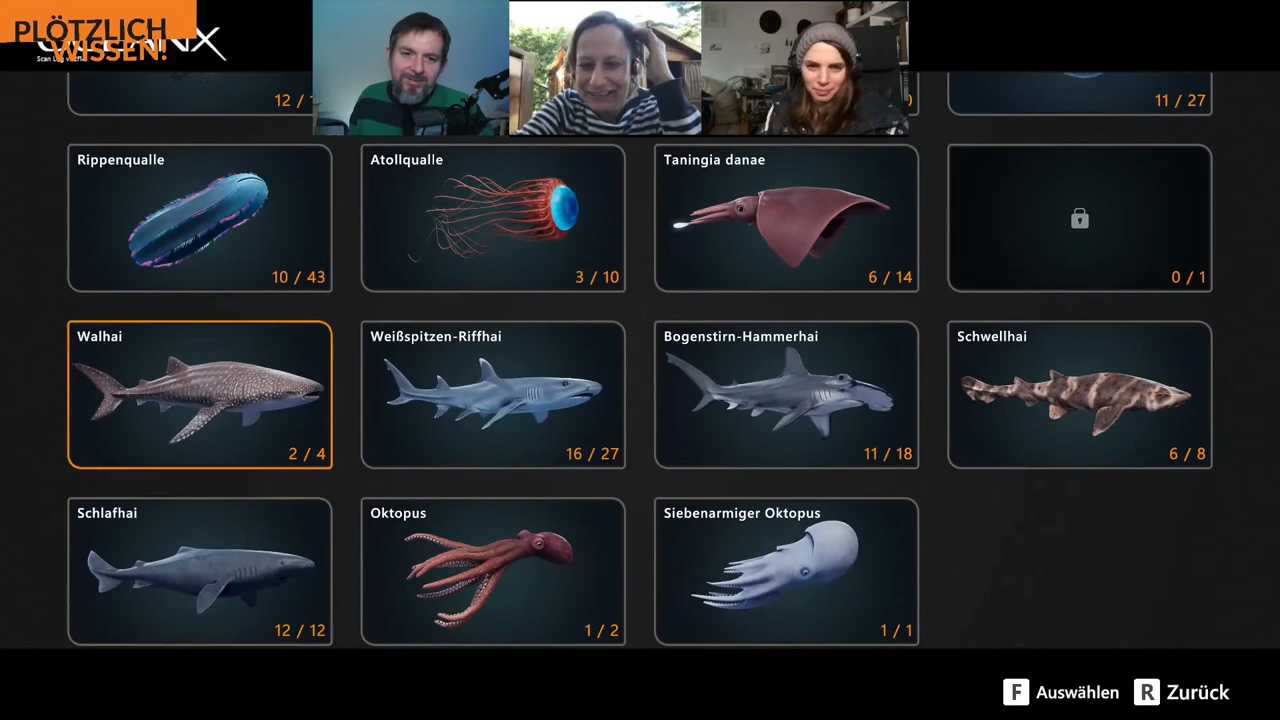 PLÖTZLICH
WISSEN!
12 /
11 / 27
Rippenqualle
10 / 43
Atollqualle
3 / 10
Taningia danae
6 / 14
0 / 1
Walhai
2 / 4
Weißspitzen-Riffhai
16 / 27
Bogenstirn-Hammerhai
11 / 18
Schwellhai
6 / 8
Schlafhai
12 / 12
Oktopus
1 / 2
Siebenarmiger Oktopus
1 / 1
F Auswählen R Zurück